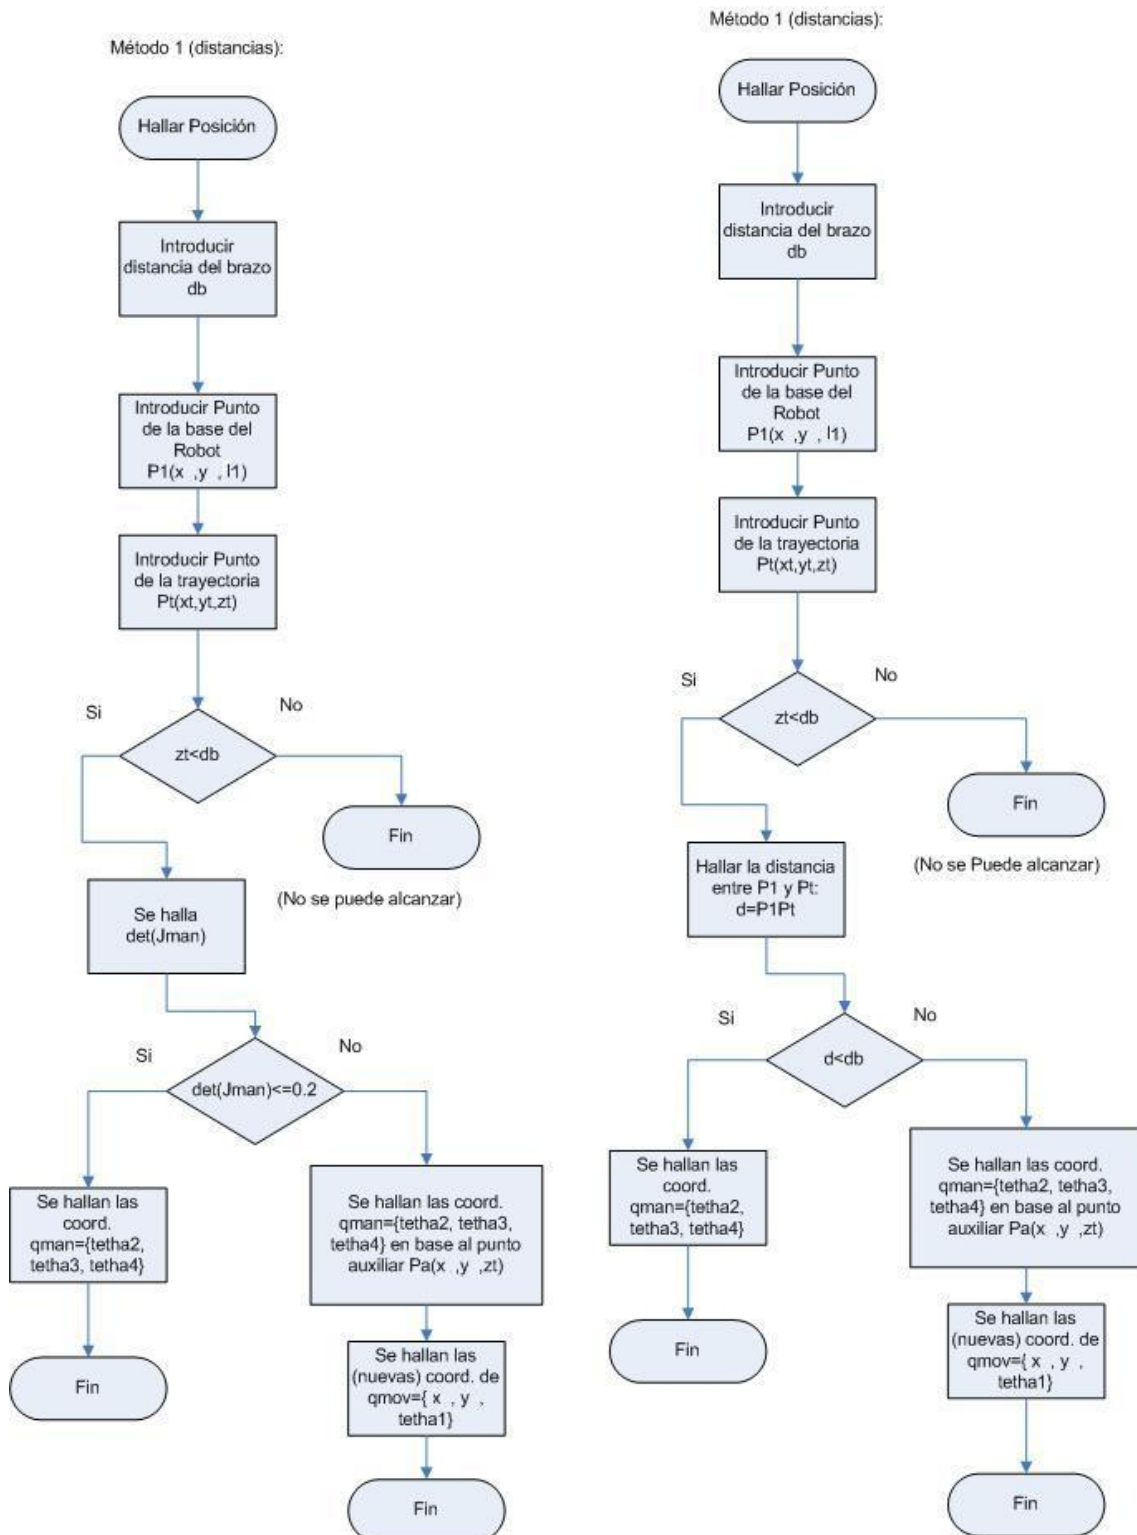 Método 1 (distancias):
Hallar Posición
Introducir
distancia del brazo
db
Introducir Punto
de la base del
Robot
P1(x ,y , l1)
Introducir Punto
de la trayectoria
Pt(xt,yt,zt)
Si
No
zt<db
Fin
(No se puede alcanzar)
Se halla
det(Jman)
Si
No
det(Jman)<=0.2
Se hallan las
coord.
qman={tetha2,
tetha3, tetha4}
Fin
Se hallan las coord.
qman={tetha2, tetha3,
tetha4} en base al punto
auxiliar Pa(x ,y ,zt)
Se hallan las
(nuevas) coord. de
qmov={ x , y ,
tetha1}
Fin
Método 1 (distancias):
Hallar Posición
Introducir
distancia del brazo
db
Introducir Punto
de la base del
Robot
P1(x ,y , l1)
Introducir Punto
de la trayectoria
Pt(xt,yt,zt)
Si
No
zt<db
Fin
(No se Puede alcanzar)
Hallar la distancia
entre P1 y Pt:
d=P1Pt
Si
No
d<db
Se hallan las
coord.
qman={tetha2,
tetha3, tetha4}
Fin
Se hallan las coord.
qman={tetha2, tetha3,
tetha4} en base al punto
auxiliar Pa(x ,y ,zt)
Se hallan las
(nuevas) coord. de
qmov={ x , y ,
tetha1}
Fin